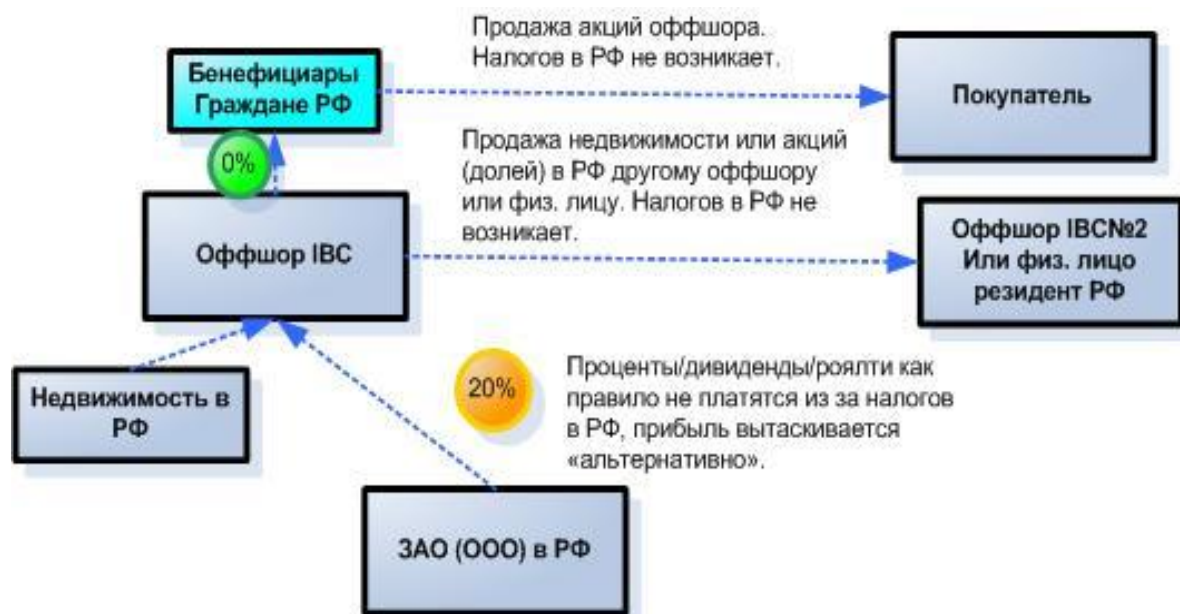 Продажа акций оффшора.
Налогов в РФ не возникает.
Бенефициары
Граждане РФ
Покупатель
0%
Продажа недвижимости или акций
(долей) в РФ другому оффшору
или физ. лицу. Налогов в РФ не
возникает.
Оффшор IBC
Оффшор IBC№2
Или физ. лицо
резидент РФ
Недвижимость в
РФ
20%
Проценты/дивиденды/роялти как
правило не платятся из за налогов
в РФ, прибыль вытаскивается
«альтернативно».
ЗАО (ООО) в РФ